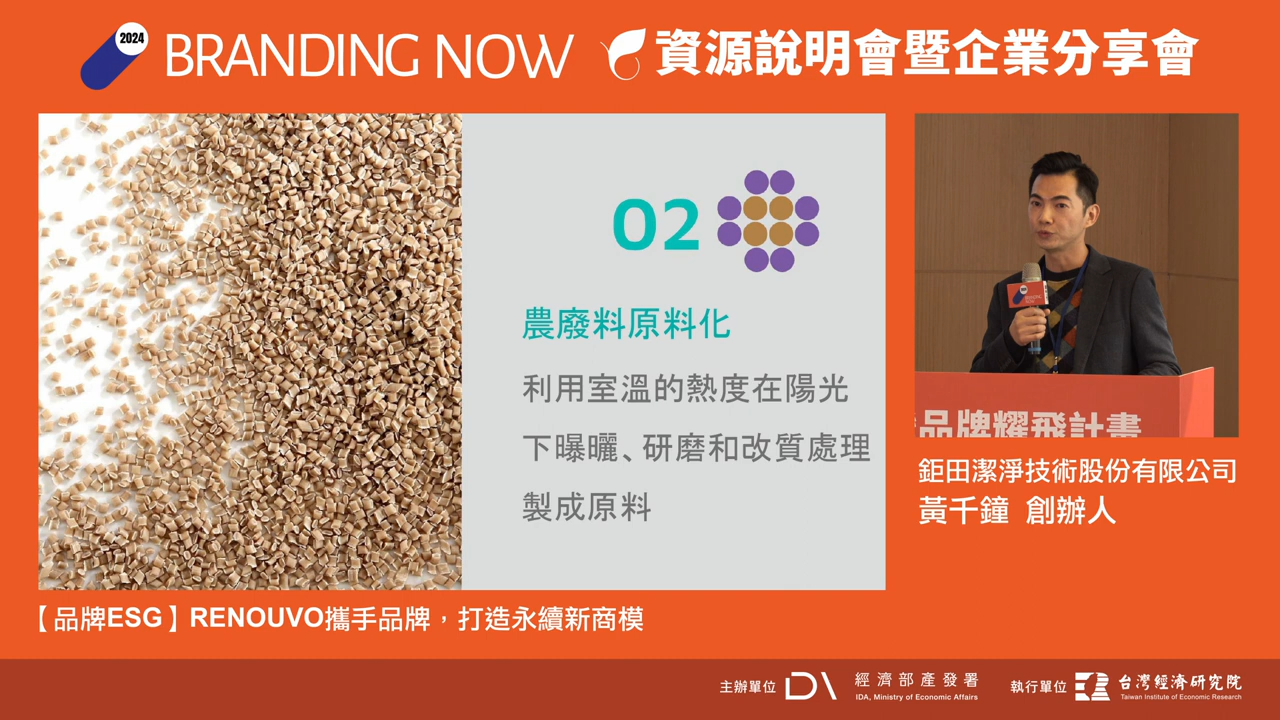 2024
BRANDING NOW 資源說明會暨企業分享會
02
農廢料原料化
利用室溫的熱度在陽光
下曝曬、研磨和改質處理
製成原料
品牌耀飛計畫
鉅田潔淨技術股份有限公司
黃千鐘 創辦人
【品牌ESG】RENOUVO攜手品牌，打造永續新商模
主辦單位 IDA 經濟部產業發展署
IDA, Ministry of Economic Affairs
執行單位 台灣經濟研究院
Taiwan Institute of Economic Research